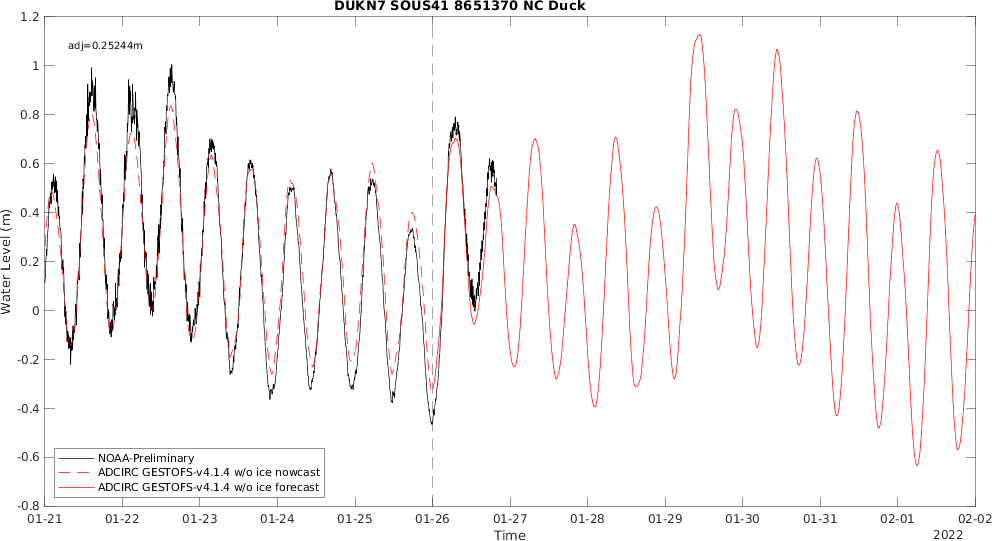 DUKN7 SOUS41 8651370 NC Duck
adj=0.25244m
1.2
1
0.8
0.6
0.4
0.2
0
-0.2
-0.4
-0.6
-0.8
Water Level (m)
NOAA-Preliminary
ADCIRC GESTOFS-v4.1.4 w/o ice nowcast
ADCIRC GESTOFS-v4.1.4 w/o ice forecast
01-21 01-22 01-23 01-24 01-25 01-26 01-27 01-28 01-29 01-30 01-31 02-01 02-02
Time
2022